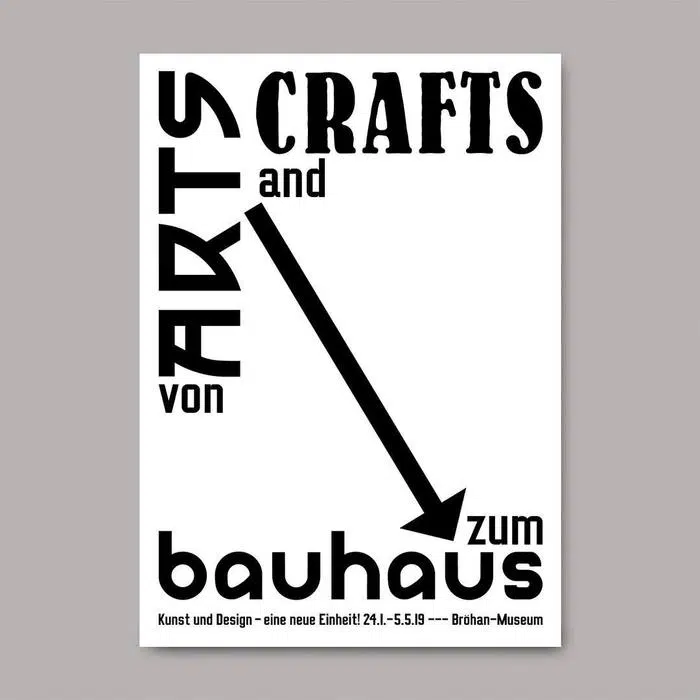 von
ARTS
and
CRAFTS
zum
bauhaus
Kunst und Design – eine neue Einheit! 24.1.–5.5.19 --- Bröhan-Museum